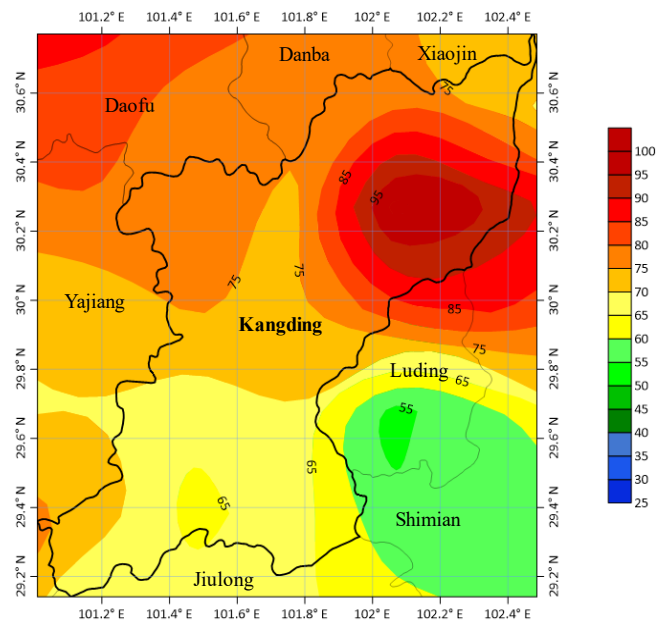 101.2° E 101.4° E 101.6° E 101.8° E 102° E 102.2° E 102.4° E
30.6° N
30.4° N
30.2° N
30° N
29.8° N
29.6° N
29.4° N
29.2° N
Danba
Xiaojin
Daofu
Yajiang
Kangding
Luding
Shimian
Jiulong
75
85
95
75
75
85
75
65
55
65
65
30.6° N
30.4° N
30.2° N
30° N
29.8° N
29.6° N
29.4° N
29.2° N
101.2° E 101.4° E 101.6° E 101.8° E 102° E 102.2° E 102.4° E
100
95
90
85
80
75
70
65
60
55
50
45
40
35
30
25